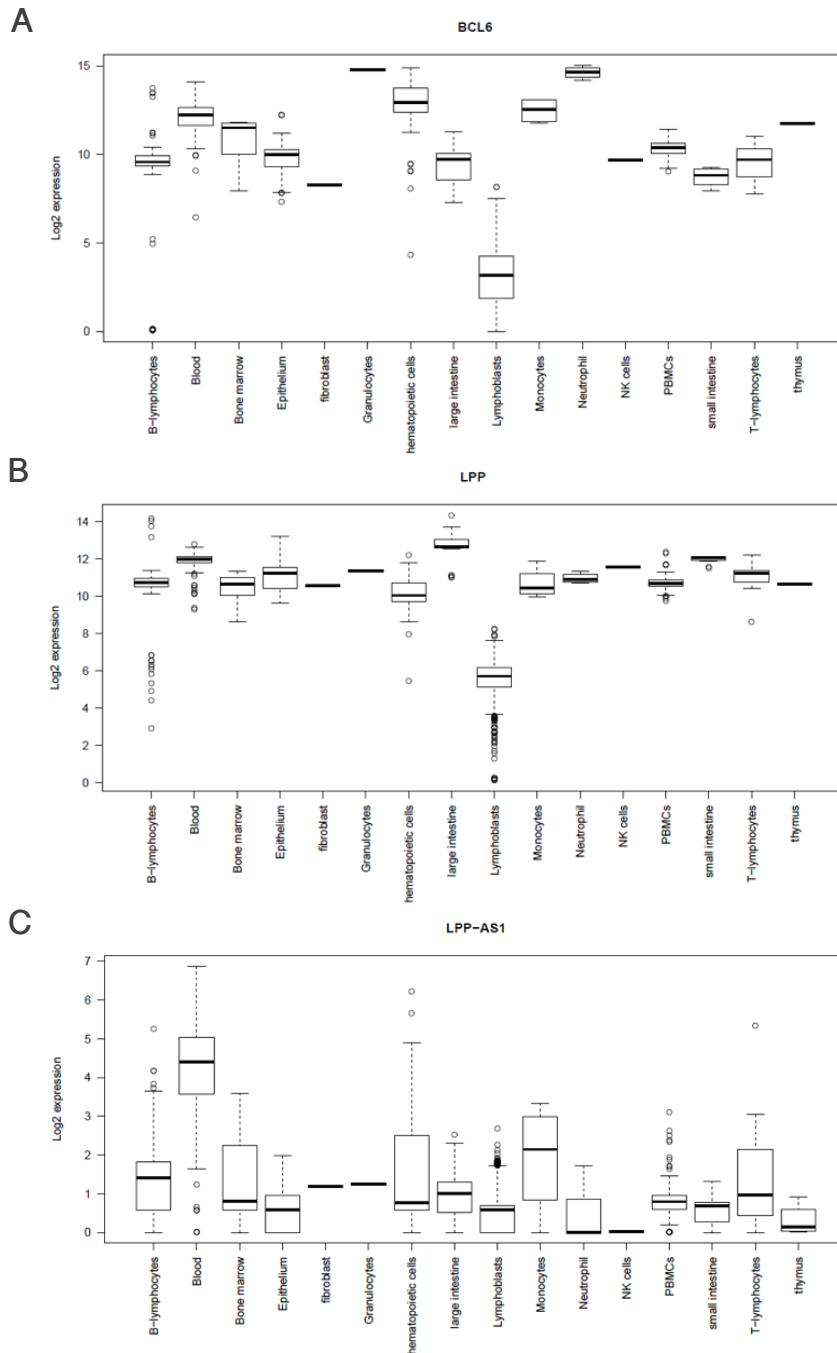 A
BCL6
Log2 expression
15
10
5
0
B-lymphocytes
Blood
Bone marrow
Epithelium
fibroblast
Granulocytes
hematopoietic cells
large intestine
Lymphoblasts
Monocytes
Neutrophil
NK cells
PBMCs
small intestine
T-lymphocytes
thymus
B
LPP
Log2 expression
14
12
10
8
6
4
2
0
B-lymphocytes
Blood
Bone marrow
Epithelium
fibroblast
Granulocytes
hematopoietic cells
large intestine
Lymphoblasts
Monocytes
Neutrophil
NK cells
PBMCs
small intestine
T-lymphocytes
thymus
C
LPP-AS1
Log2 expression
7
6
5
4
3
2
1
0
B-lymphocytes
Blood
Bone marrow
Epithelium
fibroblast
Granulocytes
hematopoietic cells
large intestine
Lymphoblasts
Monocytes
Neutrophil
NK cells
PBMCs
small intestine
T-lymphocytes
thymus